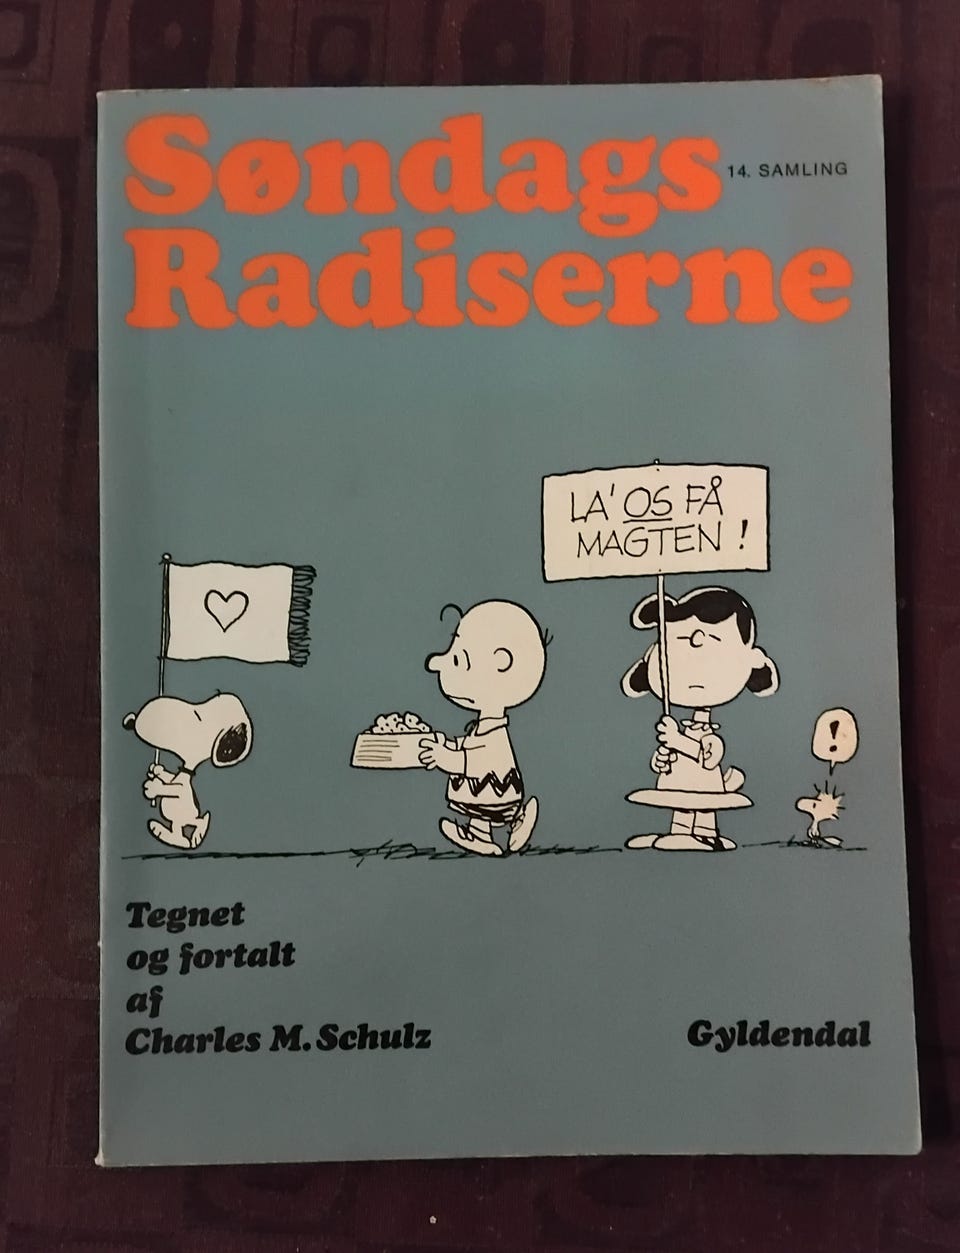 Søndags
14. SAMLING
Radiserne
LA' OS FÅ
MAGTEN !
!
Tegnet
og fortalt
af
Charles M. Schulz
Gyldendal